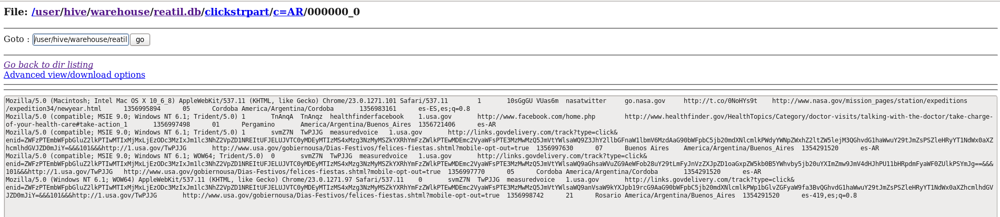 File: /user/hive/warehouse/reatil.db/clickstrpart/c=AR/000000_0
Goto : /user/hive/warehouse/reatil go
Go back to dir listing
Advanced view/download options
Mozilla/5.0 (Macintosh; Intel Mac OS X 10_6_8) AppleWebKit/537.11 (KHTML, like Gecko) Chrome/23.0.1271.101 Safari/537.11 1 10sGgGU VUas6m nasatwitter go.nasa.gov http://t.co/0NoHYs9t http://www.nasa.gov/mission_pages/station/expeditions
/expedition34/newyear.html 1356995894 05 Cordoba America/Argentina/Cordoba 1356983161 es-ES,es;q=0.8
Mozilla/5.0 (compatible; MSIE 9.0; Windows NT 6.1; Trident/5.0) 1 TnAnqA TnAnqz healthfinderfacebook 1.usa.gov http://www.facebook.com/home.php http://www.healthfinder.gov/HealthTopics/Category/doctor-visits/talking-with-the-doctor/take-charge-
of-your-health-care#take-action_1 1356997498 01 Pergamino America/Argentina/Buenos_Aires 1356721406 es-AR
Mozilla/5.0 (compatible; MSIE 9.0; Windows NT 6.1; Trident/5.0) 1 svmZ7N TwPJJG measuredvoice 1.usa.gov http://links.govdelivery.com/track?type=click&
enid=ZWFzPTEmbWFpbGluZ2lkPTIwMTIxMjMxLjEzODc3MzIxJm1lc3NhZ2VpZD1NREItUFJELUJVTC0yMDEyMTIzMS4xMzg3NzMyMSZkYXRhYmFzZWlkPTEwMDEmc2VyaWFsPTE3MzMwMzQ5JmVtYWlsaWQ9Z3JhY2llbGFnaW1lbmV6MzdAaG90bWFpbC5jb20mdXNlcmlkPWdyYWNpZWxhZ2ltZW5lejM3QGhvdG1haWwuY29tJmZsPSZleHRyYT1NdWx0aXZ
hcmlhdGVJZD0mJiY=&&&101&&&http://1.usa.gov/TwPJJG http://www.usa.gov/gobiernousa/Dias-Festivos/felices-fiestas.shtml?mobile-opt-out=true 1356997630 07 Buenos Aires America/Argentina/Buenos_Aires 1354291520 es-AR
Mozilla/5.0 (compatible; MSIE 9.0; Windows NT 6.1; WOW64; Trident/5.0) 0 svmZ7N TwPJJG measuredvoice 1.usa.gov http://links.govdelivery.com/track?type=click&
enid=ZWFzPTEmbWFpbGluZ2lkPTIwMTIxMjMxLjEzODc3MzIxJm1lc3NhZ2VpZD1NREItUFJELUJVTC0yMDEyMTIzMS4xMzg3NzMyMSZkYXRhYmFzZWlkPTEwMDEmc2VyaWFsPTE3MzMwMzQ5JmVtYWlsaWQ9aGhsaWVuZG9AeWFob28uY29tLmFyJnVzZXJpZD1oaGxpZW5kb0B5YWhvby5jb20uYXImZmw9JmV4dHJhPU11bHRpdmFyaWF0ZUlkPSYmJg==&&&
101&&&http://1.usa.gov/TwPJJG http://www.usa.gov/gobiernousa/Dias-Festivos/felices-fiestas.shtml?mobile-opt-out=true 1356997770 05 Cordoba America/Argentina/Cordoba 1354291520 es-AR
Mozilla/5.0 (Windows NT 6.1; WOW64) AppleWebKit/537.11 (KHTML, like Gecko) Chrome/23.0.1271.97 Safari/537.11 0 svmZ7N TwPJJG measuredvoice 1.usa.gov http://links.govdelivery.com/track?type=click&
enid=ZWFzPTEmbWFpbGluZ2lkPTIwMTIxMjMxLjEzODc3MzIxJm1lc3NhZ2VpZD1NREItUFJELUJVTC0yMDEyMTIzMS4xMzg3NzMyMSZkYXRhYmFzZWlkPTEwMDEmc2VyaWFsPTE3MzMwMzQ5JmVtYWlsaWQ9anVsaW9kYXJpb19rcG9AaG90bWFpbC5jb20mdXNlcmlkPWp1bGlvZGFyaW9fa3BvQGhvdG1haWwuY29tJmZsPSZleHRyYT1NdWx0aXZhcmlhdGV
JZD0mJiY=&&&101&&&http://1.usa.gov/TwPJJG http://www.usa.gov/gobiernousa/Dias-Festivos/felices-fiestas.shtml?mobile-opt-out=true 1356998742 21 Rosario America/Argentina/Buenos_Aires 1354291520 es-419,es;q=0.8